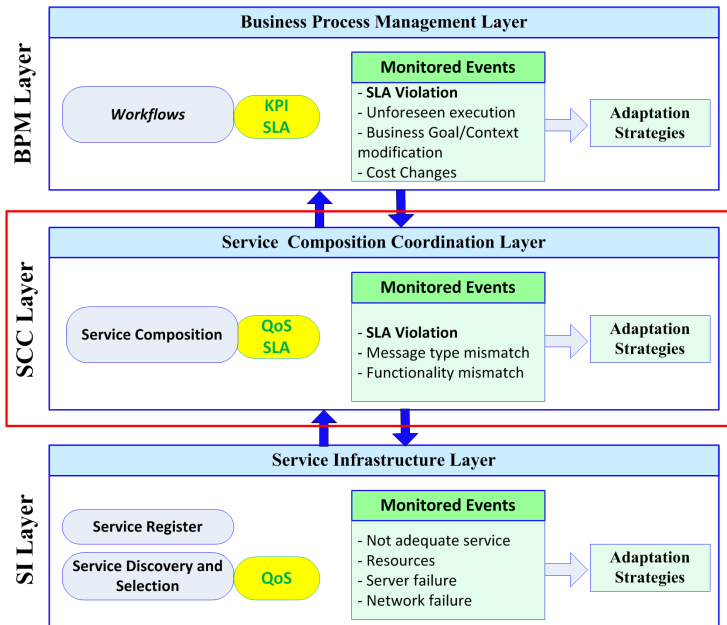 BPM Layer
Business Process Management Layer
Workflows
KPI
SLA
Monitored Events
- SLA Violation
- Unforeseen execution
- Business Goal/Context
modification
- Cost Changes
Adaptation
Strategies
SCC Layer
Service Composition Coordination Layer
Service Composition
QoS
SLA
Monitored Events
- SLA Violation
- Message type mismatch
- Functionality mismatch
Adaptation
Strategies
SI Layer
Service Infrastructure Layer
Service Register
Service Discovery and
Selection
QoS
Monitored Events
- Not adequate service
- Resources
- Server failure
- Network failure
Adaptation
Strategies